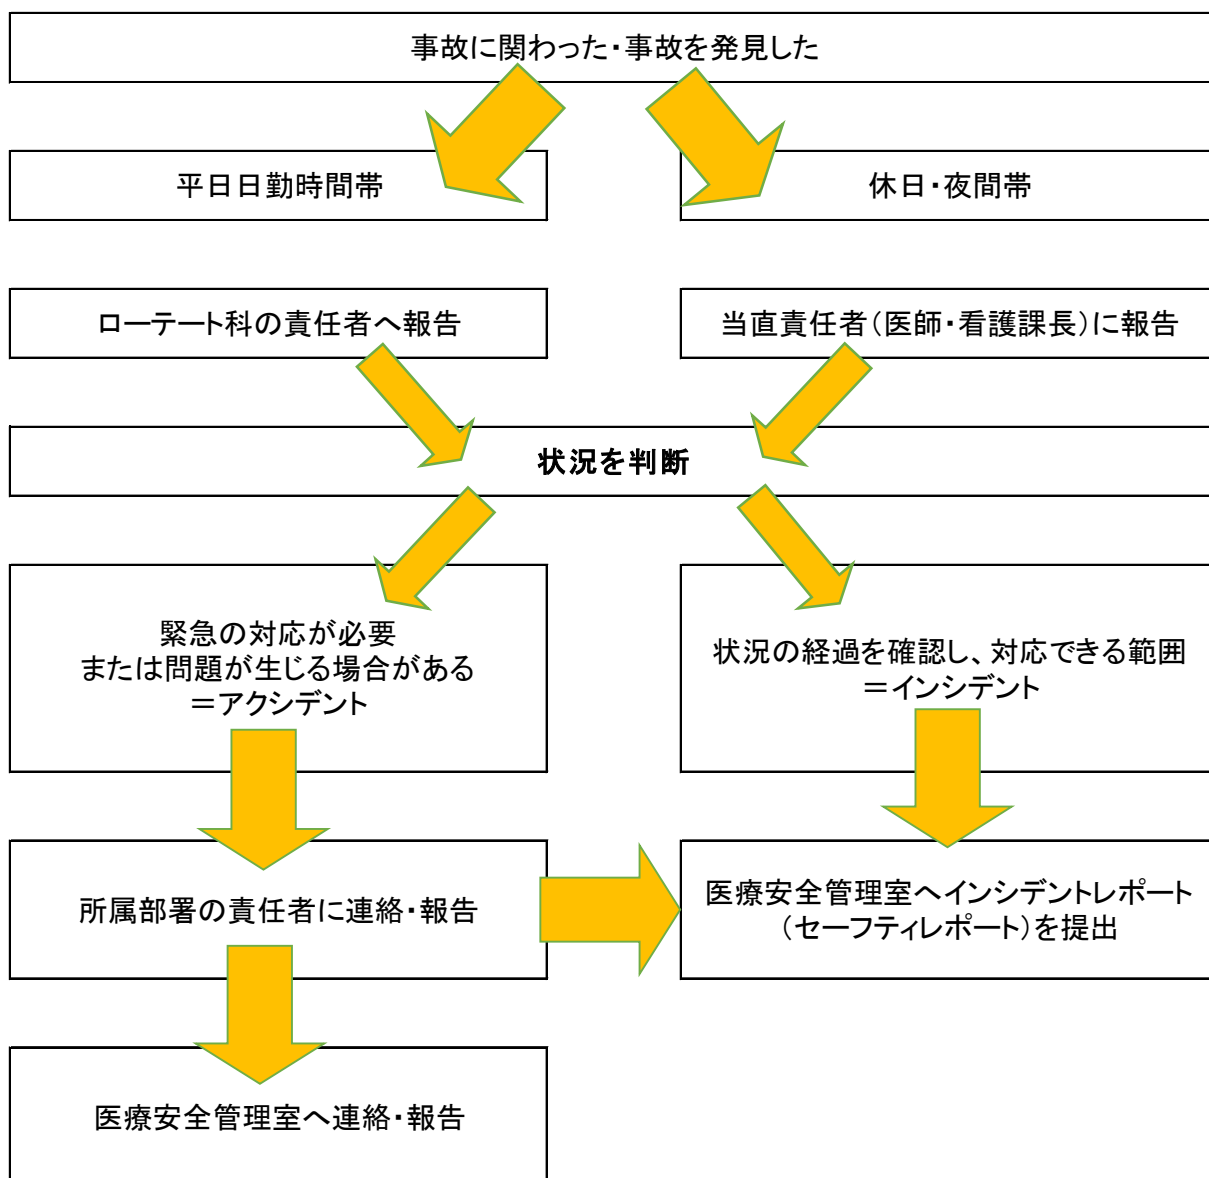 事故に関わった・事故を発見した
平日日勤時間帯
休日・夜間帯
ローテート科の責任者へ報告
当直責任者（医師・看護課長）に報告
状況を判断
緊急の対応が必要
または問題が生じる場合がある
＝アクシデント
状況の経過を確認し、対応できる範囲
＝インシデント
所属部署の責任者に連絡・報告
医療安全管理室へインシデントレポート
（セーフティレポート）を提出
医療安全管理室へ連絡・報告